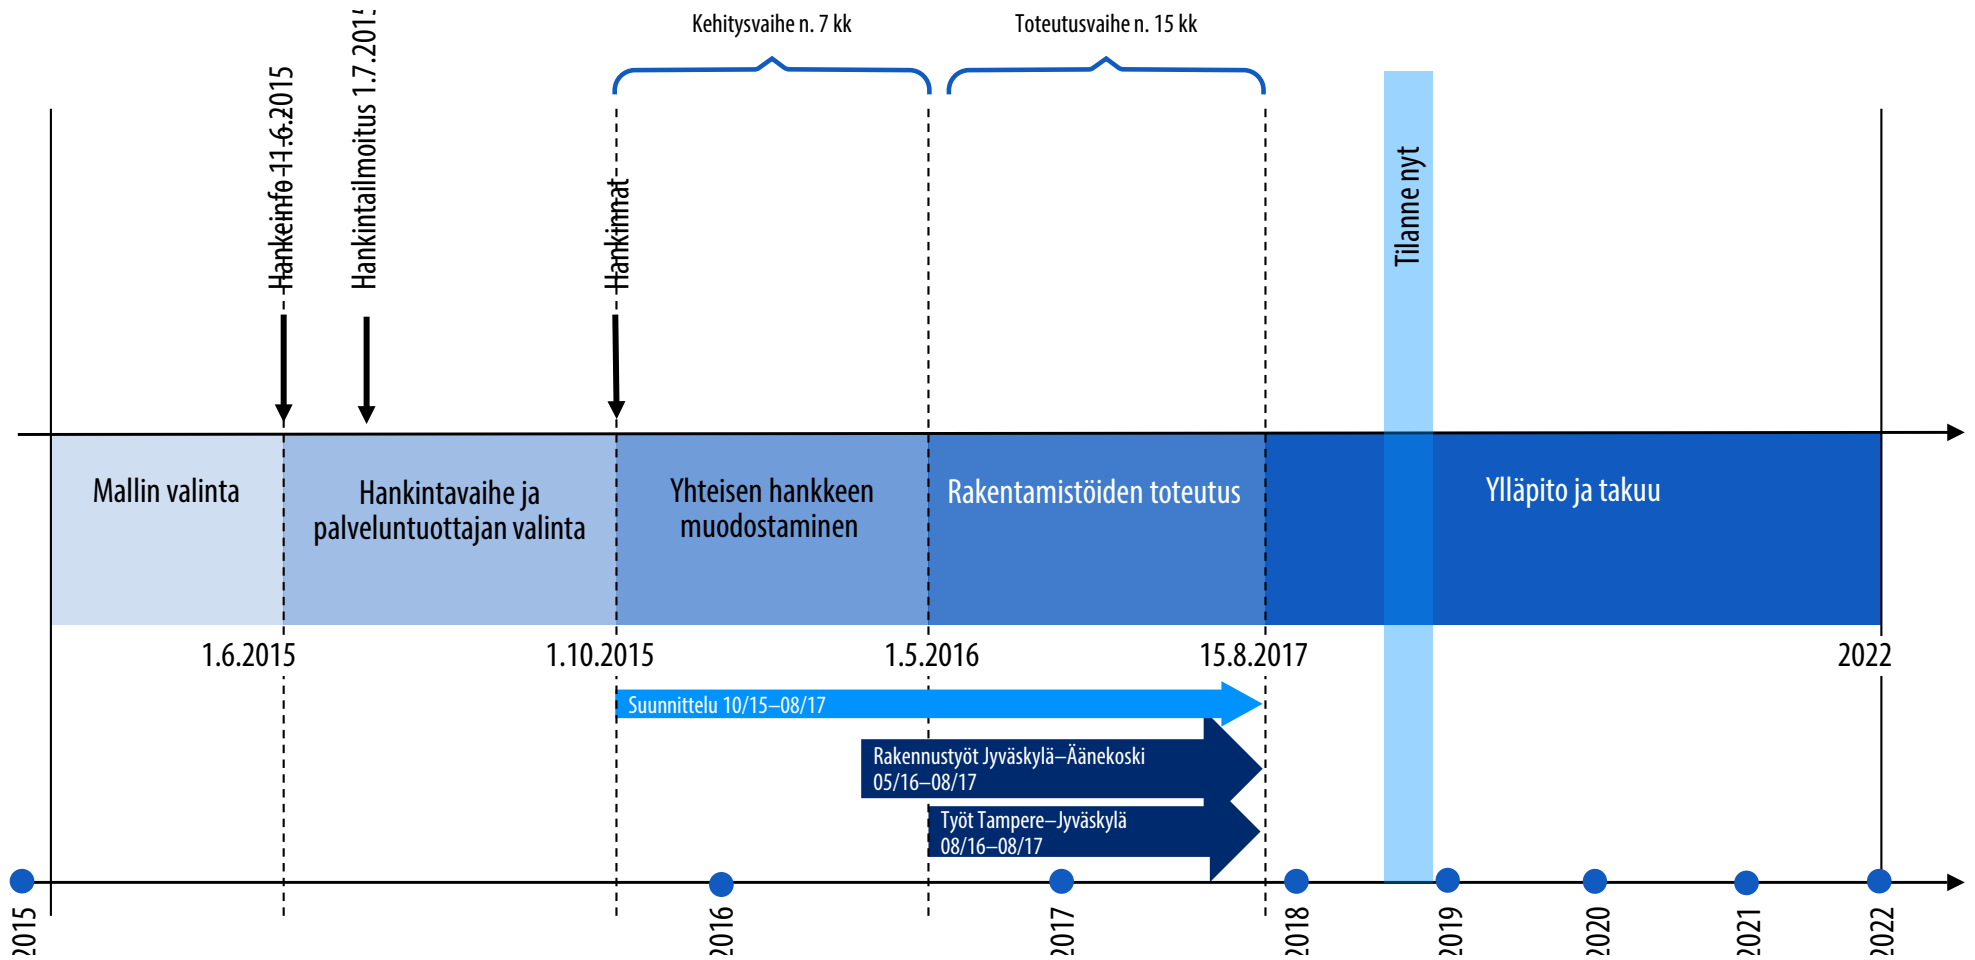 Kehitysvaihe n. 7 kk
Toteutusvaihe n. 15 kk
Hankeinfo 11.6.2015
Hankintailmoitus 1.7.2015
Hankinnat
Tilanne nyt
Mallin valinta
Hankintavaihe ja
palveluntuottajan valinta
Yhteisen hankkeen
muodostaminen
Rakentamistöiden toteutus
Ylläpito ja takuu
1.6.2015
1.10.2015
1.5.2016
15.8.2017
2022
Suunnittelu 10/15–08/17
Rakennustyöt Jyväskylä–Äänekoski
05/16–08/17
Työt Tampere–Jyväskylä
08/16–08/17
2015
2016
2017
2018
2019
2020
2021
2022